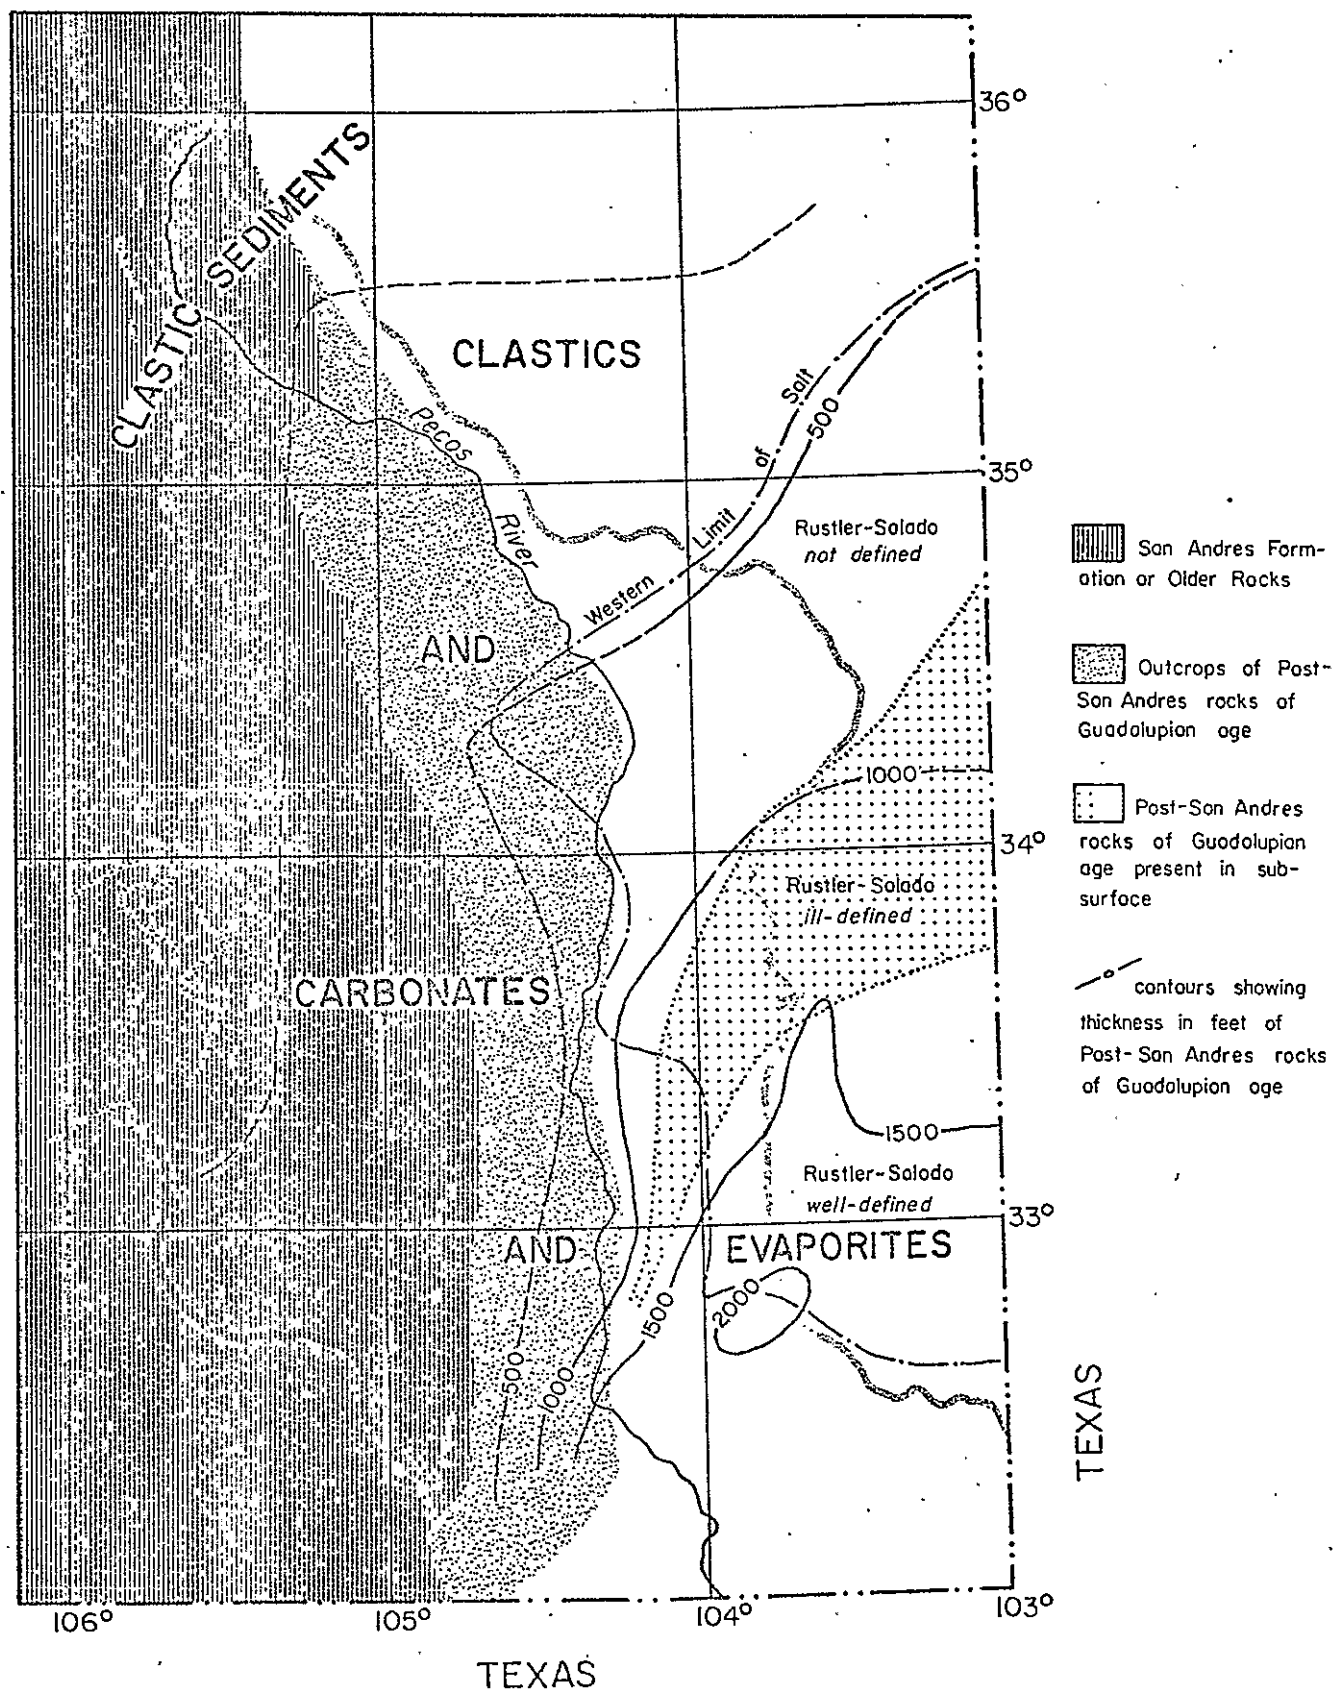 36°
CLASTIC SEDIMENTS
CLASTICS
Pecos
River
Western Limit of Salt
500
35°
Rustler-Salado
not defined
AND
1000
34°
Rustler-Salado
ill-defined
CARBONATES
1500
Rustler-Salado
well-defined
33°
AND
EVAPORITES
2000
1500
500
1000
106°
105°
104°
103°
TEXAS
TEXAS
San Andres Form-
ation or Older Rocks
Outcrops of Post-
San Andres rocks of
Guadalupian age
Post-San Andres
rocks of Guadalupian
age present in sub-
surface
contours showing
thickness in feet of
Post-San Andres rocks
of Guadalupian age